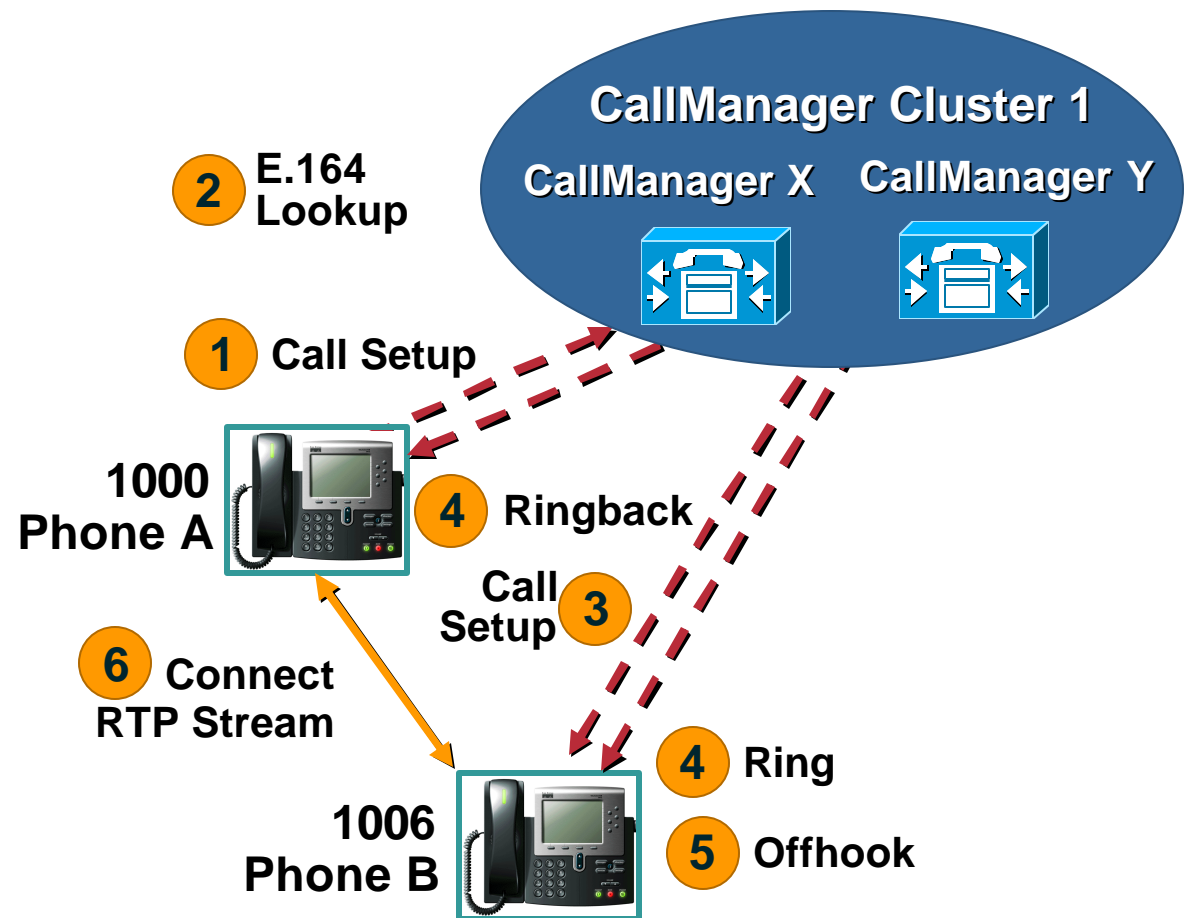 CallManager Cluster 1
CallManager X
CallManager Y
2
E.164
Lookup
1
Call Setup
1000
Phone A
4
Ringback
Call
Setup
3
6
Connect
RTP Stream
4
Ring
1006
Phone B
5
Offhook